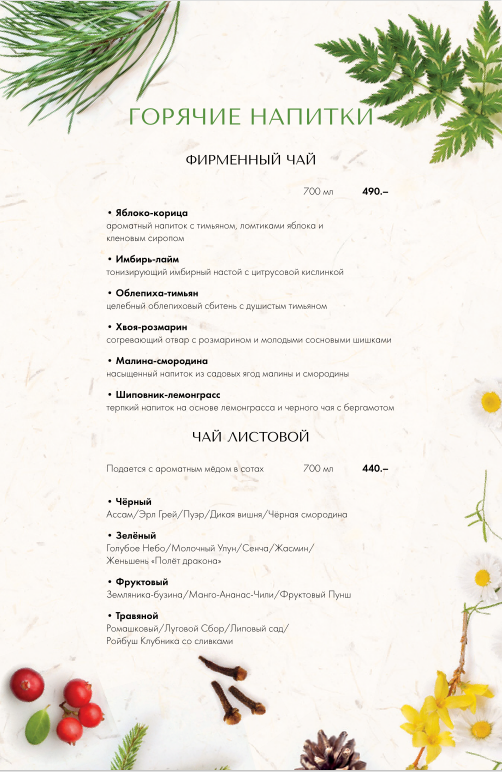 ГОРЯЧИЕ НАПИТКИ
ФИРМЕННЫЙ ЧАЙ
700 мл 490.–
• Яблоко-корица
ароматный напиток с тимьяном, ломтиками яблока и
кленовым сиропом
• Имбирь-лайм
тонизирующий имбирный настой с цитрусовой кислинкой
• Облепиха-тимьян
целебный облепиховый сбитень с душистым тимьяном
• Хвоя-розмарин
согревающий отвар с розмарином и молодыми сосновыми шишками
• Малина-смородина
насыщенный напиток из садовых ягод малины и смородины
• Шиповник-лемонграсс
терпкий напиток на основе лемонграсса и черного чая с бергамотом
ЧАЙ ЛИСТОВОЙ
Подается с ароматным мёдом в сотах 700 мл 440.–
• Чёрный
Ассам/Эрл Грей/Пуэр/Дикая вишня/Чёрная смородина
• Зелёный
Голубое Небо/Молочный Улун/Сенча/Жасмин/
Женьшень «Полёт дракона»
• Фруктовый
Земляника-бузина/Манго-Ананас-Чили/Фруктовый Пунш
• Травяной
Ромашковый/Луговой Сбор/Липовый сад/
Ройбуш Клубника со сливками